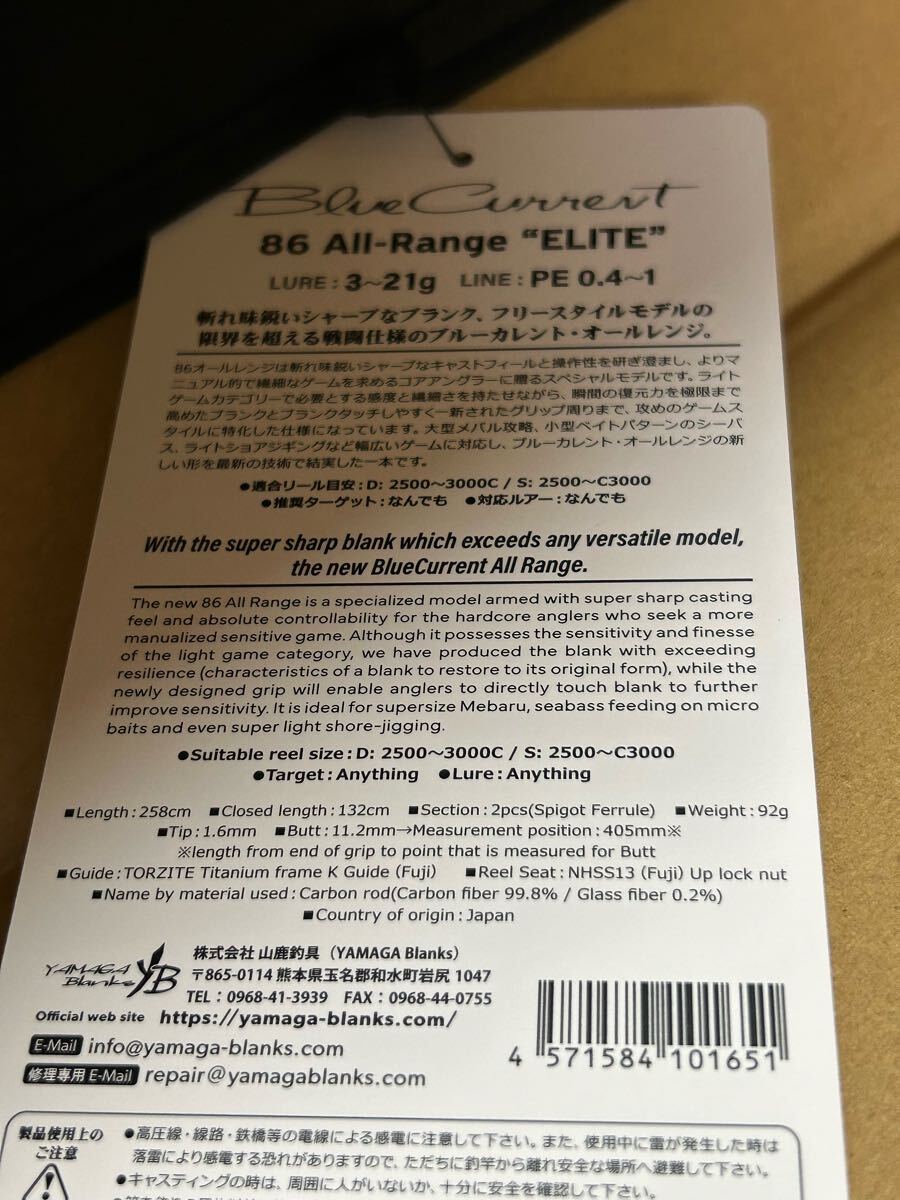 BlueCurrent
86 All-Range “ELITE”
LURE : 3～21g LINE : PE 0.4～1
斬れ味鋭いシャープなブランク、フリースタイルモデルの
限界を超える戦闘仕様のブルーカレント・オールレンジ。
86オールレンジは斬れ味鋭いシャープなキャストフィールと操作性を研ぎ澄まし、よりマ
ニュアル的で繊細なゲームを求めるコアアングラーに贈るスペシャルモデルです。ライト
ゲームカテゴリーで必要とする感度と繊細さを持たせながら、瞬間の復元力を極限まで
高めたブランクとブランクタッチしやすく一新されたグリップ周りまで、攻めのゲームス
タイルに特化した仕様になっています。大型メバル攻略、小型ベイトパターンのシーバ
ス、ライトショアジギングなど幅広いゲームに対応し、ブルーカレント・オールレンジの新
しい形を最新の技術で結実した一本です。
●適合リール目安 : D: 2500～3000C / S: 2500～C3000
●推奨ターゲット : なんでも ●対応ルアー : なんでも
With the super sharp blank which exceeds any versatile model,
the new BlueCurrent All Range.
The new 86 All Range is a specialized model armed with super sharp casting
feel and absolute controllability for the hardcore anglers who seek a more
manualized sensitive game. Although it possesses the sensitivity and finesse
of the light game category, we have produced the blank with exceeding
resilience (characteristics of a blank to restore to its original form), while the
newly designed grip will enable anglers to directly touch blank to further
improve sensitivity. It is ideal for supersize Mebaru, seabass feeding on micro
baits and even super light shore-jigging.
●Suitable reel size : D: 2500～3000C / S: 2500～C3000
●Target : Anything ●Lure : Anything
■Length : 258cm ■Closed length : 132cm ■Section : 2pcs(Spigot Ferrule) ■Weight : 92g
■Tip : 1.6mm ■Butt : 11.2mm→Measurement position : 405mm※
※length from end of grip to point that is measured for Butt
■Guide : TORZITE Titanium frame K Guide (Fuji) ■Reel Seat : NHSS13 (Fuji) Up lock nut
■Name by material used : Carbon rod(Carbon fiber 99.8% / Glass fiber 0.2%)
■Country of origin : Japan
YAMAGA Blanks YB
株式会社 山鹿釣具 (YAMAGA Blanks)
〒865-0114 熊本県玉名郡和水町岩尻 1047
TEL : 0968-41-3939 FAX : 0968-44-0755
Official web site https://yamaga-blanks.com/
E-Mail info@yamaga-blanks.com
修理専用 E-Mail repair@yamagablanks.com
4 571584 101651
製品使用上の
ご注意
●高圧線・線路・鉄橋等の電線による感電に注意して下さい。また、使用中に雷が発生した時は
落雷により感電する恐れがありますので、ただちに釣竿から離れ安全な場所へ避難して下さい。
●キャスティングの時は、周囲に人がいないか、十分に安全を確認して下さい。